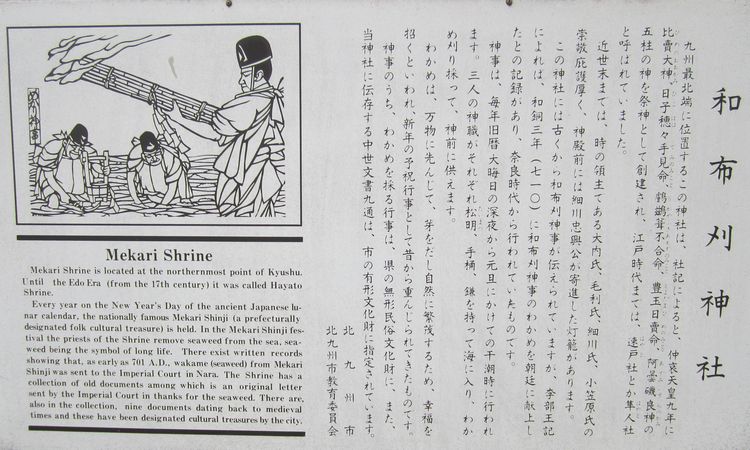 和布刈神社
九州最北端に位置するこの神社は、社記によると、仲哀天皇九年に
比賣大神、日子穂々手見命、鵜鷀葺不合命、豊玉日賣命、阿曇磯良神の
五柱の神を祭神として創建され、江戸時代までは、速戸社とか隼人社
と呼ばれていました。
近世末までは、時の領主である大内氏、毛利氏、細川氏、小笠原氏の
崇敬庇護厚く、神殿前には細川忠興公が寄進した灯籠があります。
この神社には古くから和布刈神事が伝えられていますが、李部王記
によれば、和銅三年(七一〇)に和布刈神事のわかめを朝廷に献上し
たとの記録があり、奈良時代から行われていたものです。
神事は、毎年旧暦大晦日の深夜から元旦にかけての干潮時に行われ
ます。三人の神職がそれぞれ松明、手桶、鎌を持って海に入り、わか
め刈り採って、神前に供えます。
わかめは、万物に先んじて、芽をだし自然に繁茂するため、幸福を
招くといわれ、新年の予祝行事として昔から重んじられてきたものです。
神事のうち、わかめを採る行事は、県の無形民俗文化財に、また、
当神社に伝存する中世文書九通は、市の有形文化財に指定されています。
北九州市
北九州市教育委員会
めかり神事
Mekari Shrine
Mekari Shrine is located at the northernmost point of Kyushu.
Until the Edo Era (from the 17th century) it was called Hayato
Shrine.
Every year on the New Year's Day of the ancient Japanese lu-
nar calendar, the nationally famous Mekari Shinji (a prefecturally
designated folk cultural treasure) is held. In the Mekari Shinji fes-
tival the priests of the Shrine remove seaweed from the sea, sea-
weed being the symbol of long life. There exist written records
showing that, as early as 701 A.D., wakame (seaweed) from Mekari
Shinji was sent to the Imperial Court in Nara. The Shrine has a
collection of old documents among which is an original letter
sent by the Imperial Court in thanks for the seaweed. There are,
also in the collection, nine documents dating back to medieval
times and these have been designated cultural treasures by the city.